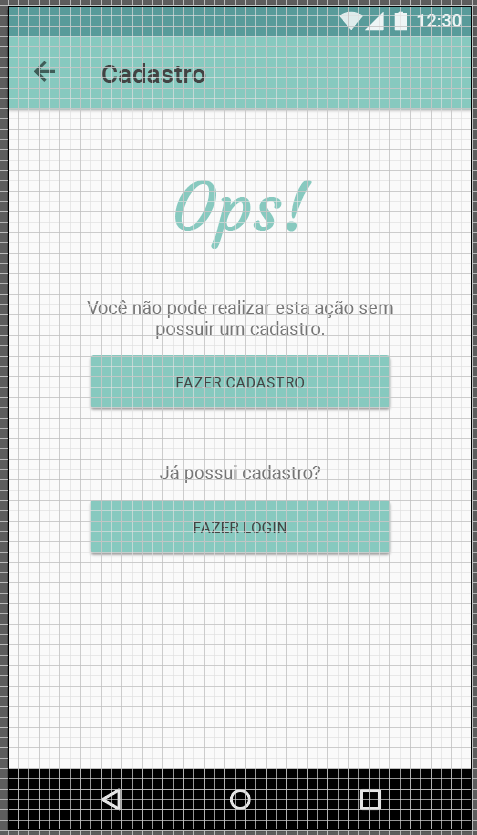 12:30
Cadastro
Ops!
Você não pode realizar esta ação sem
possuir um cadastro.
FAZER CADASTRO
Já possui cadastro?
FAZER LOGIN